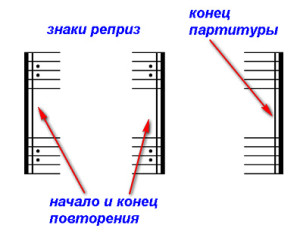 знаки реприз
конец
партитуры
начало и конец
повторения